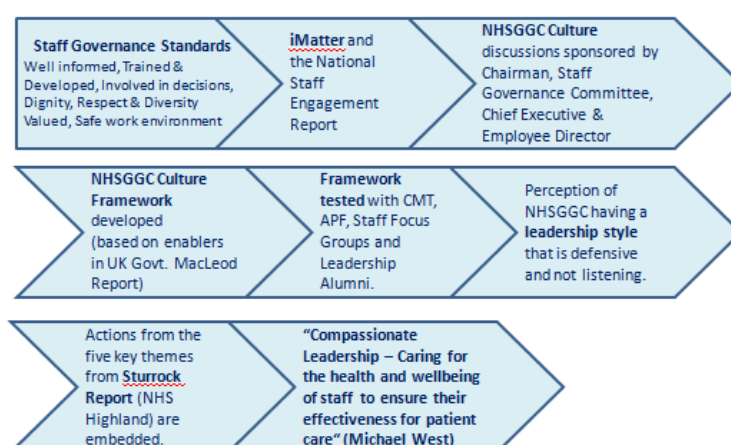 Staff Governance Standards
Well informed, Trained &
Developed, Involved in decisions,
Dignity, Respect & Diversity
Valued, Safe work environment
iMatter and
the National
Staff
Engagement
Report
NHSGGC Culture
discussions sponsored by
Chairman, Staff
Governance Committee,
Chief Executive &
Employee Director
NHSGGC Culture
Framework
developed
(based on enablers
in UK Govt. MacLeod
Report)
Framework
tested with CMT,
APF, Staff Focus
Groups and
Leadership
Alumni.
Perception of
NHSGGC having a
leadership style
that is defensive
and not listening.
Actions from the
five key themes
from Sturrock
Report (NHS
Highland) are
embedded.
“Compassionate
Leadership – Caring for
the health and wellbeing
of staff to ensure their
effectiveness for patient
care“ (Michael West)